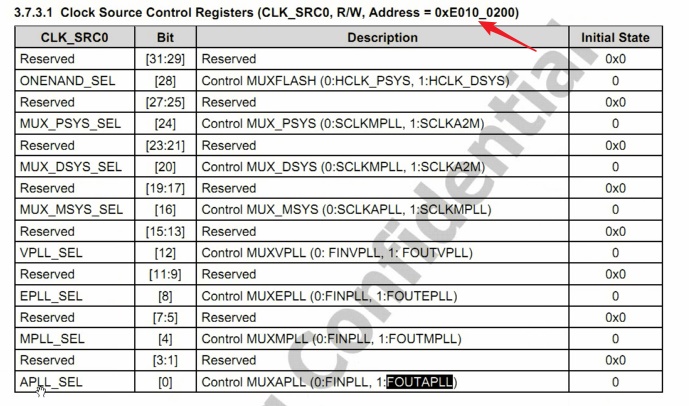 3.7.3.1 Clock Source Control Registers (CLK_SRC0, R/W, Address = 0xE010_0200)
CLK_SRC0 Bit Description Initial State
Reserved [31:29] Reserved 0x0
ONENAND_SEL [28] Control MUXFLASH (0:HCLK_PSYS, 1:HCLK_DSYS) 0
Reserved [27:25] Reserved 0x0
MUX_PSYS_SEL [24] Control MUX_PSYS (0:SCLKMPLL, 1:SCLKA2M) 0
Reserved [23:21] Reserved 0x0
MUX_DSYS_SEL [20] Control MUX_DSYS (0:SCLKMPLL, 1:SCLKA2M) 0
Reserved [19:17] Reserved 0x0
MUX_MSYS_SEL [16] Control MUX_MSYS (0:SCLKAPLL, 1:SCLKMPLL) 0
Reserved [15:13] Reserved 0x0
VPLL_SEL [12] Control MUXVPLL (0: FINVPLL, 1: FOUTVPLL) 0
Reserved [11:9] Reserved 0x0
EPLL_SEL [8] Control MUXEPLL (0:FINPLL, 1:FOUTEPLL) 0
Reserved [7:5] Reserved 0x0
MPLL_SEL [4] Control MUXMPLL (0:FINPLL, 1:FOUTMPLL) 0
Reserved [3:1] Reserved 0x0
APLL_SEL [0] Control MUXAPLL (0:FINPLL, 1:FOUTAPLL) 0
Confidential